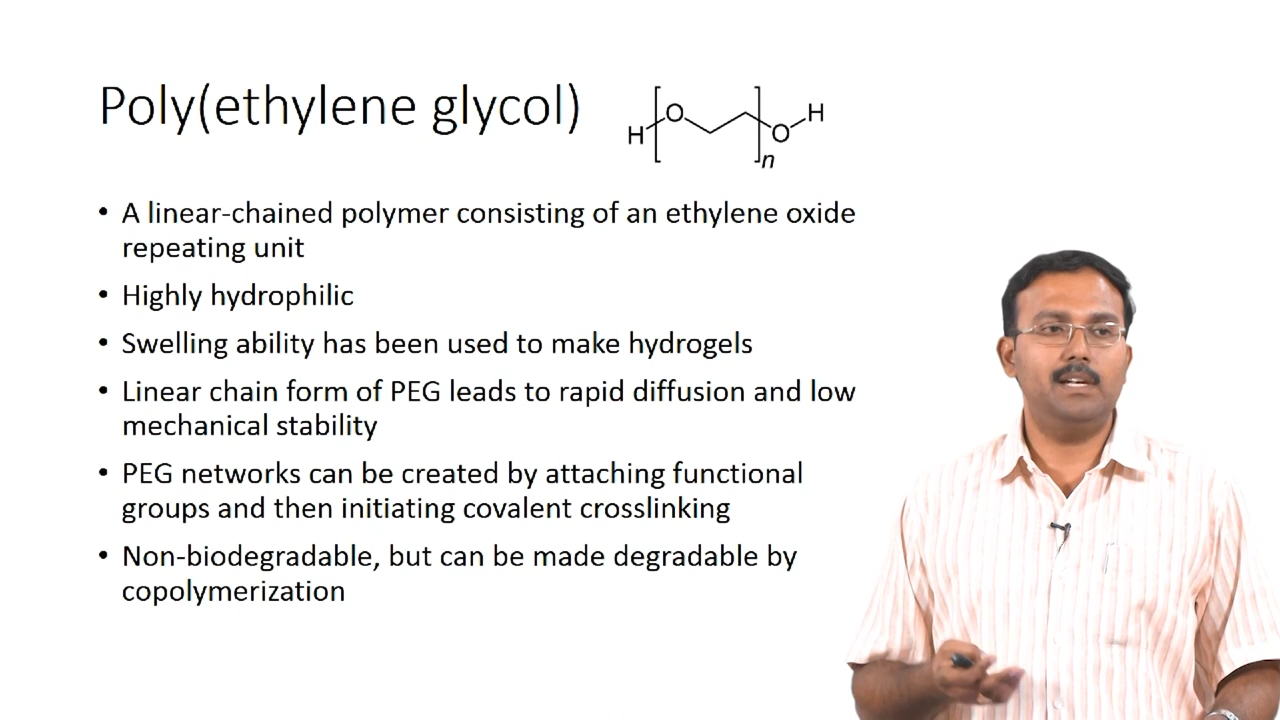 Poly(ethylene glycol)
H O n O H
• A linear-chained polymer consisting of an ethylene oxide
repeating unit
• Highly hydrophilic
• Swelling ability has been used to make hydrogels
• Linear chain form of PEG leads to rapid diffusion and low
mechanical stability
• PEG networks can be created by attaching functional
groups and then initiating covalent crosslinking
• Non-biodegradable, but can be made degradable by
copolymerization